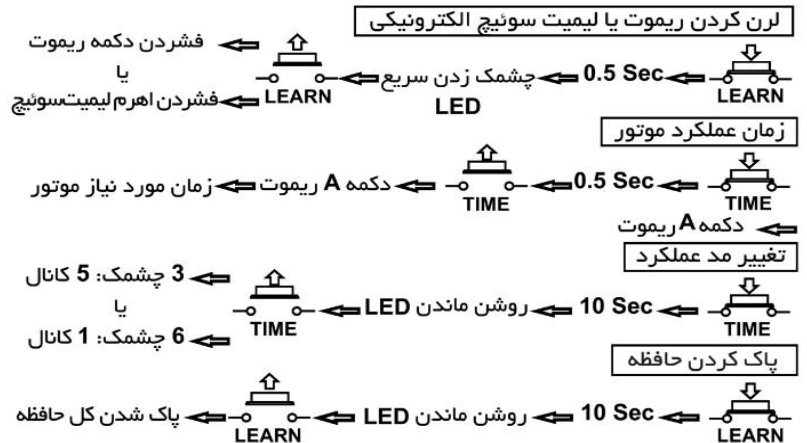 لرن کردن ریموت یا لیمیت سوئیچ الکترونیکی
LEARN
0.5 Sec
چشمک زدن سریع
LED
LEARN
فشردن دکمه ریموت
یا
فشردن اهرم لیمیت‌سوئیچ
زمان عملکرد موتور
TIME
0.5 Sec
TIME
دکمه A ریموت
زمان مورد نیاز موتور
دکمه A ریموت
تغییر مد عملکرد
TIME
10 Sec
روشن ماندن LED
TIME
3 چشمک: 5 کانال
یا
6 چشمک: 1 کانال
پاک کردن حافظه
LEARN
10 Sec
روشن ماندن LED
LEARN
پاک شدن کل حافظه